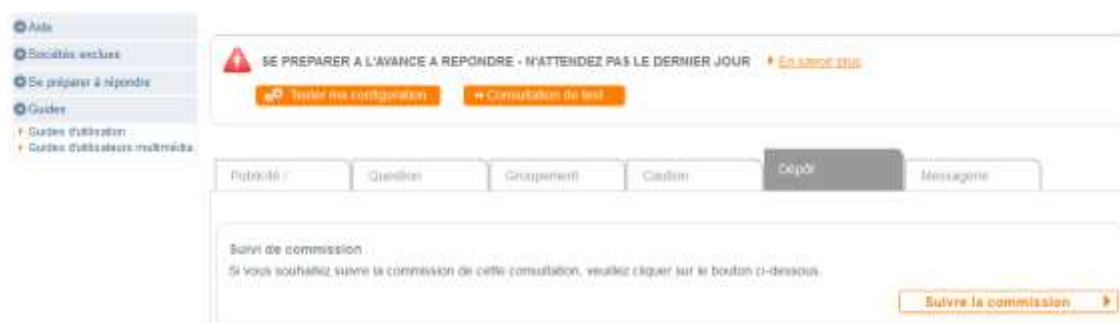 Aide
Sociétés exclues
Se préparer à répondre
Guides
Guides d'utilisation
Guides d'utilisateurs multimédia
SE PREPARER A L'AVANCE A REPONDRE - N'ATTENDEZ PAS LE DERNIER JOUR En savoir plus
Tester ma configuration Consultation de test
Publicité / Question Groupement Caution Dépôt Messagerie
Suivi de commission
Si vous souhaitez suivre la commission de cette consultation, veuillez cliquer sur le bouton ci-dessous.
Suivre la commission